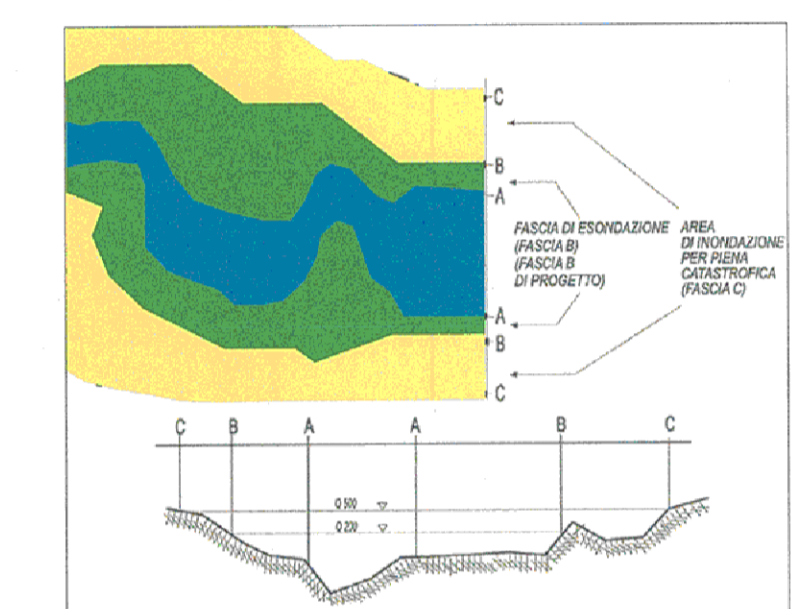 C
B
A
FASCIA DI ESONDAZIONE
(FASCIA B)
(FASCIA B
DI PROGETTO)
AREA
DI INONDAZIONE
PER PIENA
CATASTROFICA
(FASCIA C)
A
B
C
C B A A B C
Q 500
Q 200